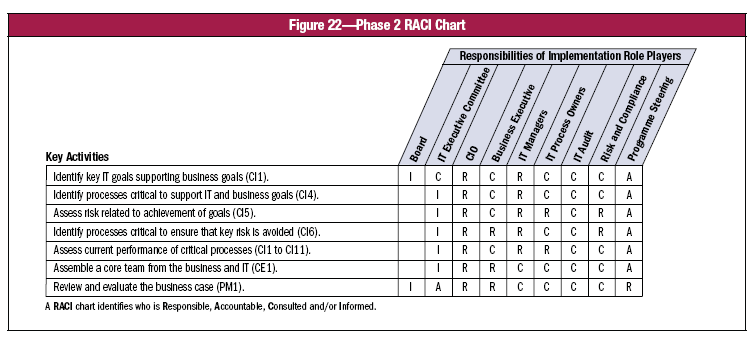 Figure 22—Phase 2 RACI Chart
Responsibilities of Implementation Role Players
Key Activities
Board
IT Executive Committee
CIO
Business Executive
IT Managers
IT Process Owners
IT Audit
Risk and Compliance
Programme Steering
Identify key IT goals supporting business goals (CI1). I C R C R C C C A
Identify processes critical to support IT and business goals (CI4). I R C R C C C A
Assess risk related to achievement of goals (CI5). I R C R R C R A
Identify processes critical to ensure that key risk is avoided (CI6). I R R R C C R A
Assess current performance of critical processes (CI1 to CI11). I R C R R C C A
Assemble a core team from the business and IT (CE1). I R R C C C C A
Review and evaluate the business case (PM1). I A R R C C C C R
A RACI chart identifies who is Responsible, Accountable, Consulted and/or Informed.